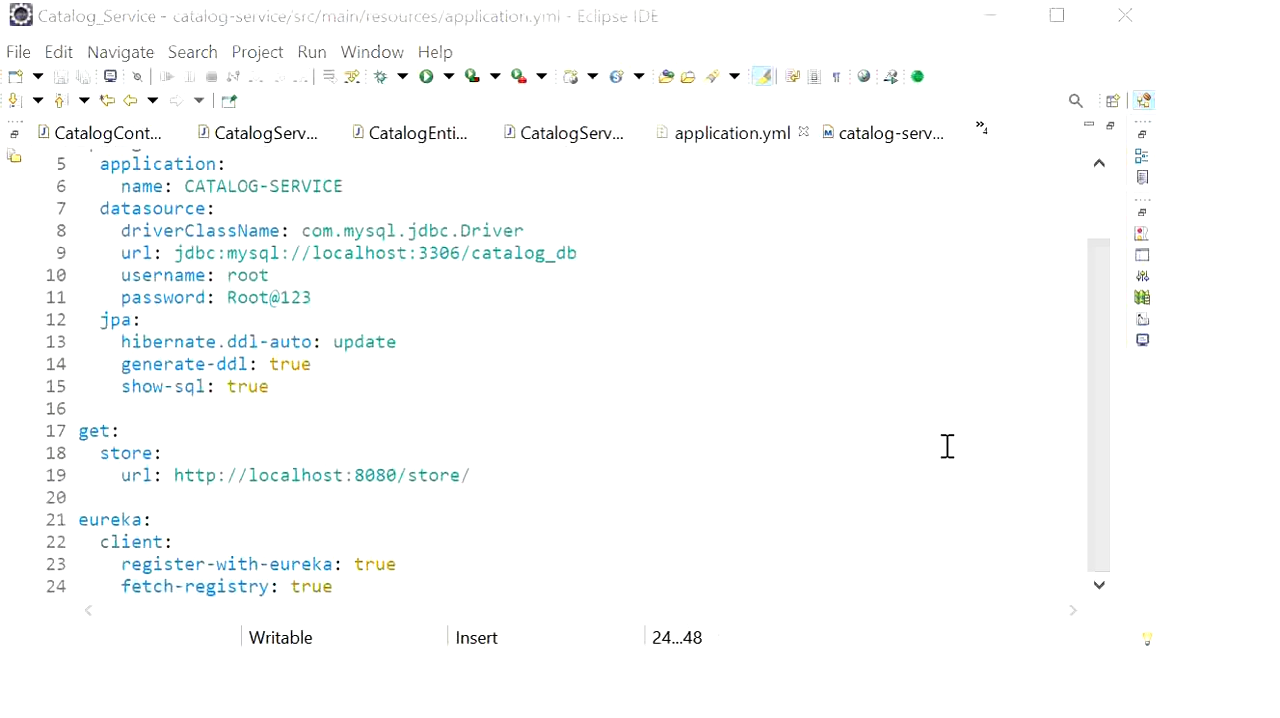 Catalog_Service - catalog-service/src/main/resources/application.yml - Eclipse IDE
File Edit Navigate Search Project Run Window Help
CatalogCont... CatalogServ... CatalogEnti... CatalogServ... application.yml catalog-serv... »4
5 application:
6 name: CATALOG-SERVICE
7 datasource:
8 driverClassName: com.mysql.jdbc.Driver
9 url: jdbc:mysql://localhost:3306/catalog_db
10 username: root
11 password: Root@123
12 jpa:
13 hibernate.ddl-auto: update
14 generate-ddl: true
15 show-sql: true
16
17 get:
18 store:
19 url: http://localhost:8080/store/
20
21 eureka:
22 client:
23 register-with-eureka: true
24 fetch-registry: true
Writable Insert 24...48